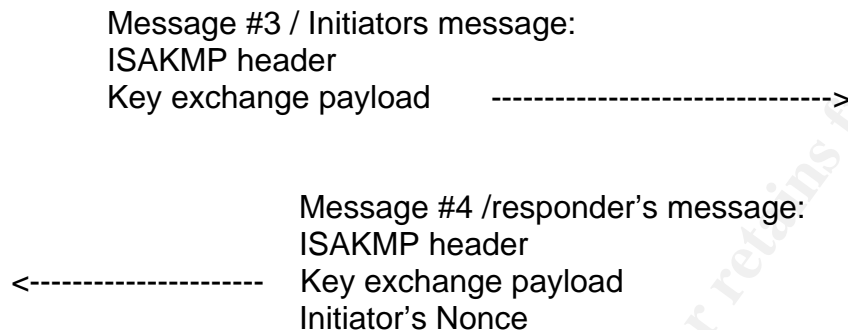 Message #3 / Initiators message:
ISAKMP header
Key exchange payload -------------------------------->
Message #4 /responder's message:
ISAKMP header
<---------------------- Key exchange payload
Initiator's Nonce
r retains f